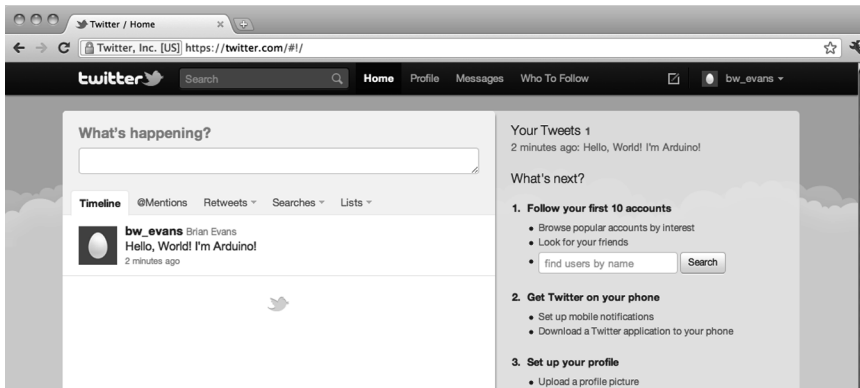 Twitter / Home
Twitter, Inc. [US] https://twitter.com/#!/
twitter Search Home Profile Messages Who To Follow bw_evans
What's happening?
Timeline @Mentions Retweets Searches Lists
bw_evans Brian Evans
Hello, World! I'm Arduino!
2 minutes ago
Your Tweets 1
2 minutes ago: Hello, World! I'm Arduino!
What's next?
1. Follow your first 10 accounts
• Browse popular accounts by interest
• Look for your friends
• find users by name Search
2. Get Twitter on your phone
• Set up mobile notifications
• Download a Twitter application to your phone
3. Set up your profile
• Upload a profile picture